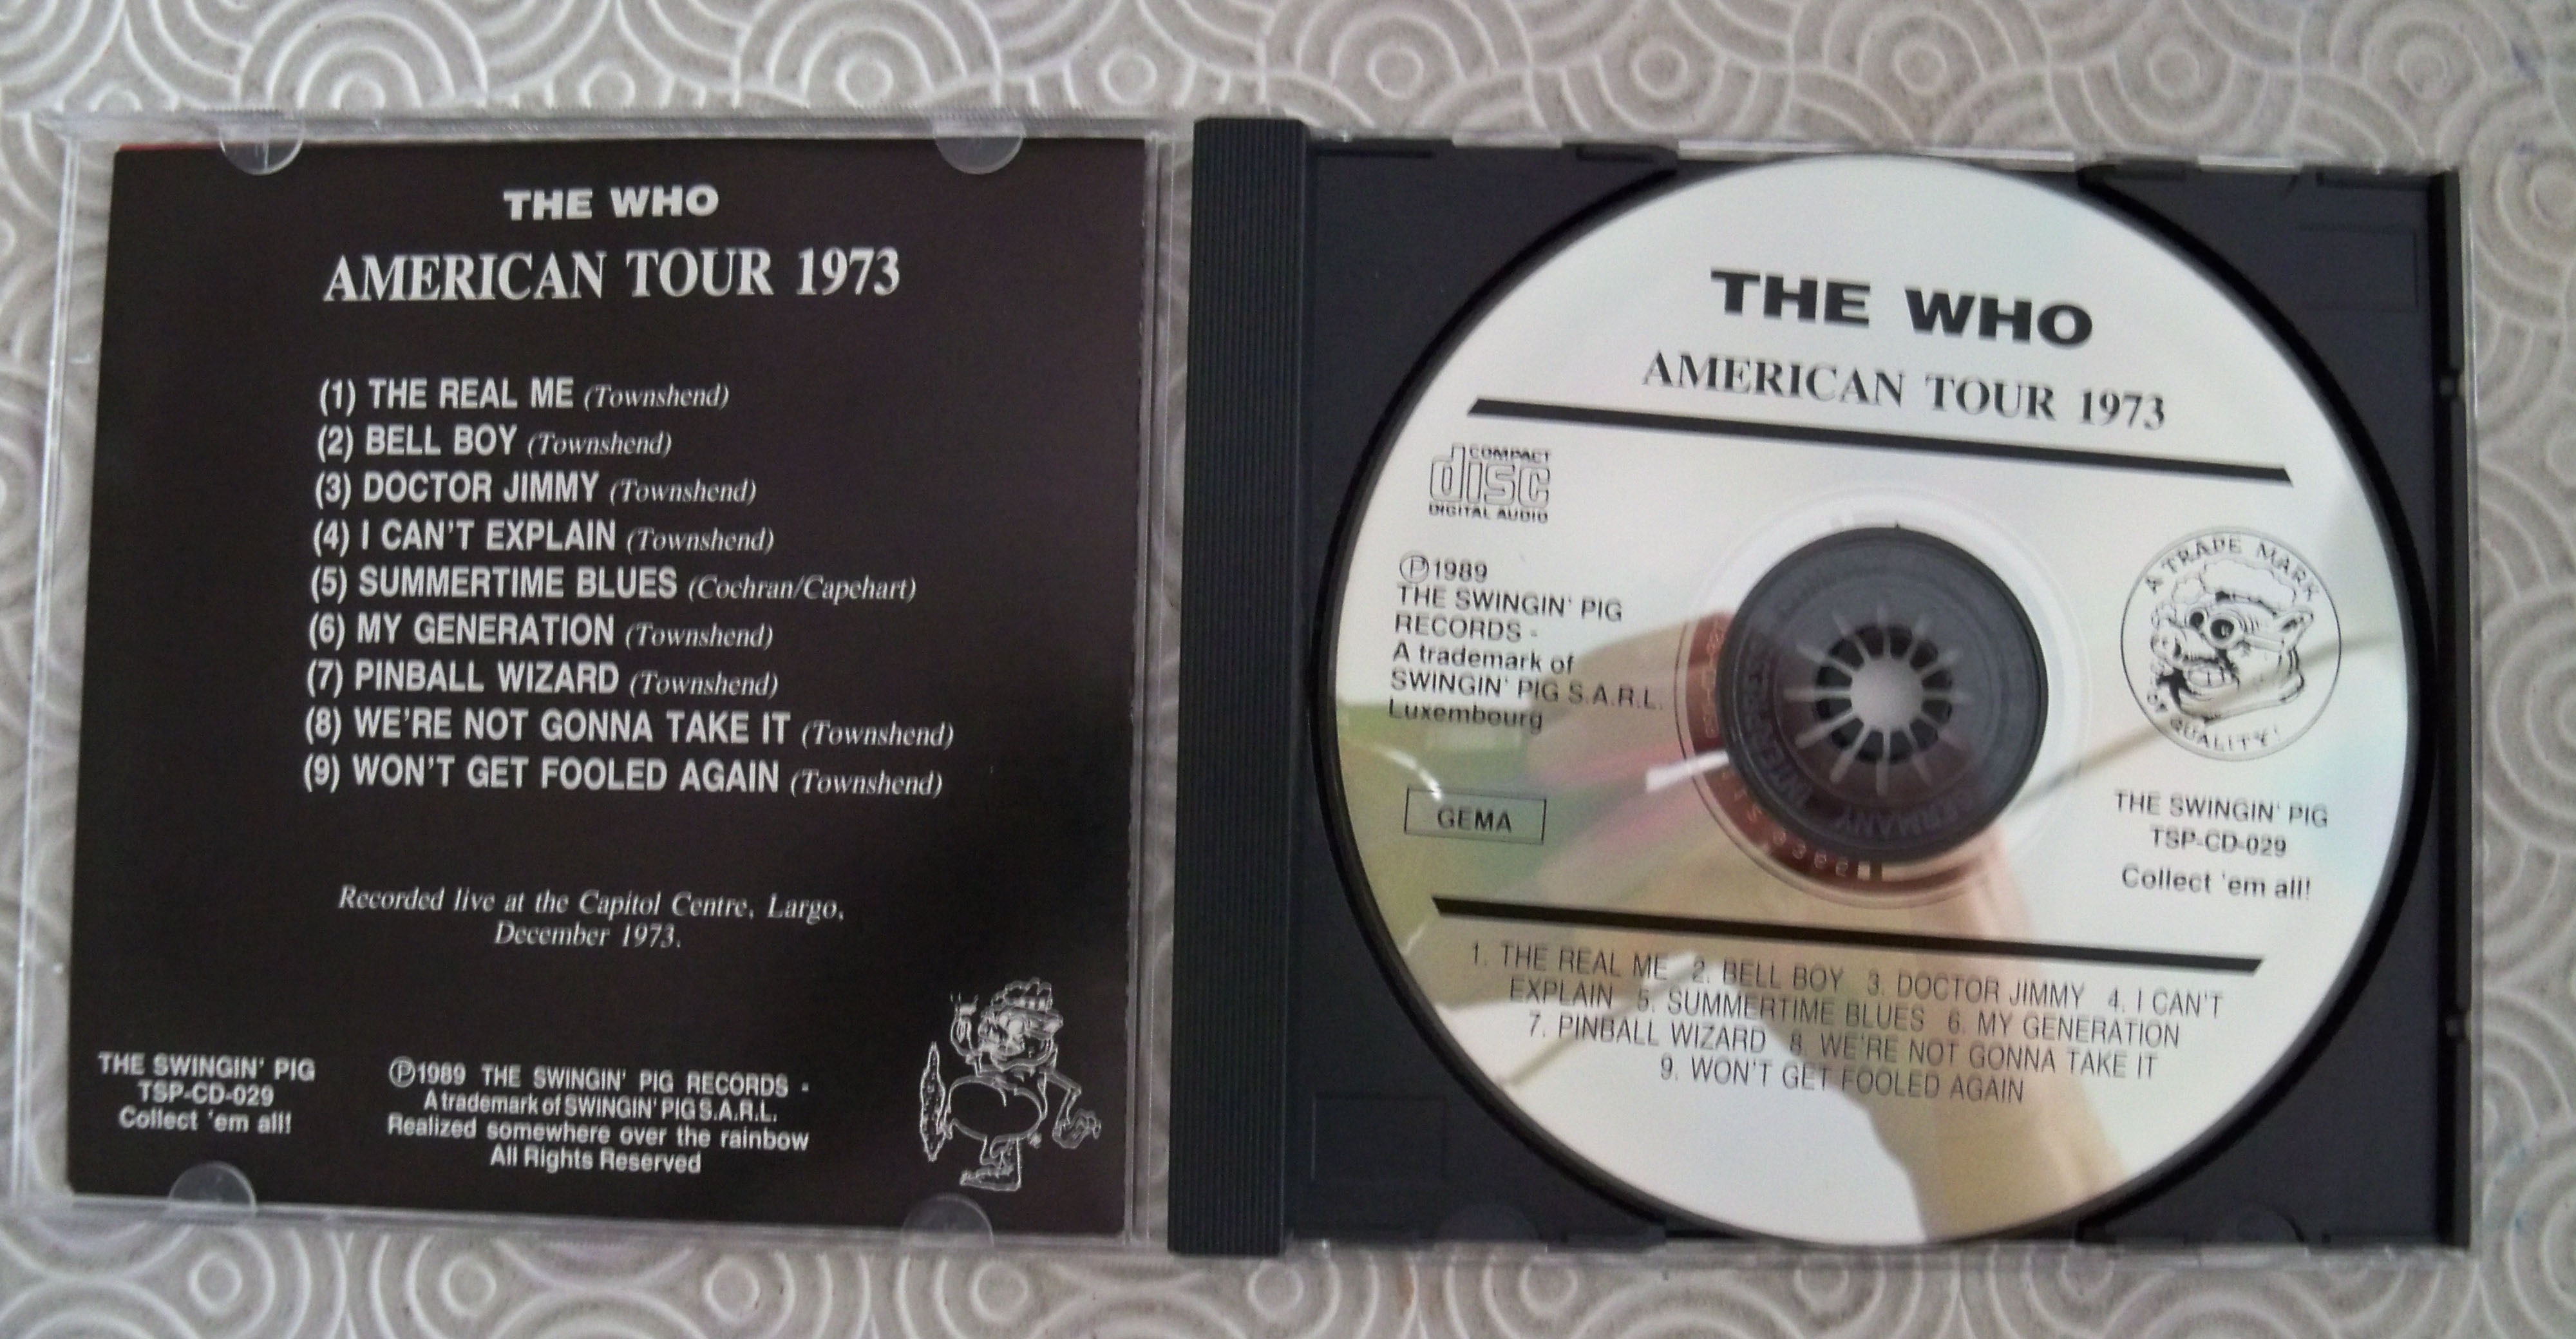 THE WHO
AMERICAN TOUR 1973
(1) THE REAL ME (Townshend)
(2) BELL BOY (Townshend)
(3) DOCTOR JIMMY (Townshend)
(4) I CAN'T EXPLAIN (Townshend)
(5) SUMMERTIME BLUES (Cochran/Capehart)
(6) MY GENERATION (Townshend)
(7) PINBALL WIZARD (Townshend)
(8) WE'RE NOT GONNA TAKE IT (Townshend)
(9) WON'T GET FOOLED AGAIN (Townshend)
Recorded live at the Capitol Centre, Largo,
December 1973.
THE SWINGIN' PIG
TSP-CD-029
Collect 'em all!
Ⓟ1989 THE SWINGIN' PIG RECORDS -
A trademark of SWINGIN' PIG S.A.R.L.
Realized somewhere over the rainbow
All Rights Reserved
THE WHO
AMERICAN TOUR 1973
COMPACT
disc
DIGITAL AUDIO
Ⓟ1989
THE SWINGIN' PIG
RECORDS -
A trademark of
SWINGIN' PIG S.A.R.L.
Luxembourg
GEMA
A TRADE MARK
OF QUALITY!
THE SWINGIN' PIG
TSP-CD-029
Collect 'em all!
1. THE REAL ME 2. BELL BOY 3. DOCTOR JIMMY 4. I CAN'T
EXPLAIN 5. SUMMERTIME BLUES 6. MY GENERATION
7. PINBALL WIZARD 8. WE'RE NOT GONNA TAKE IT
9. WON'T GET FOOLED AGAIN